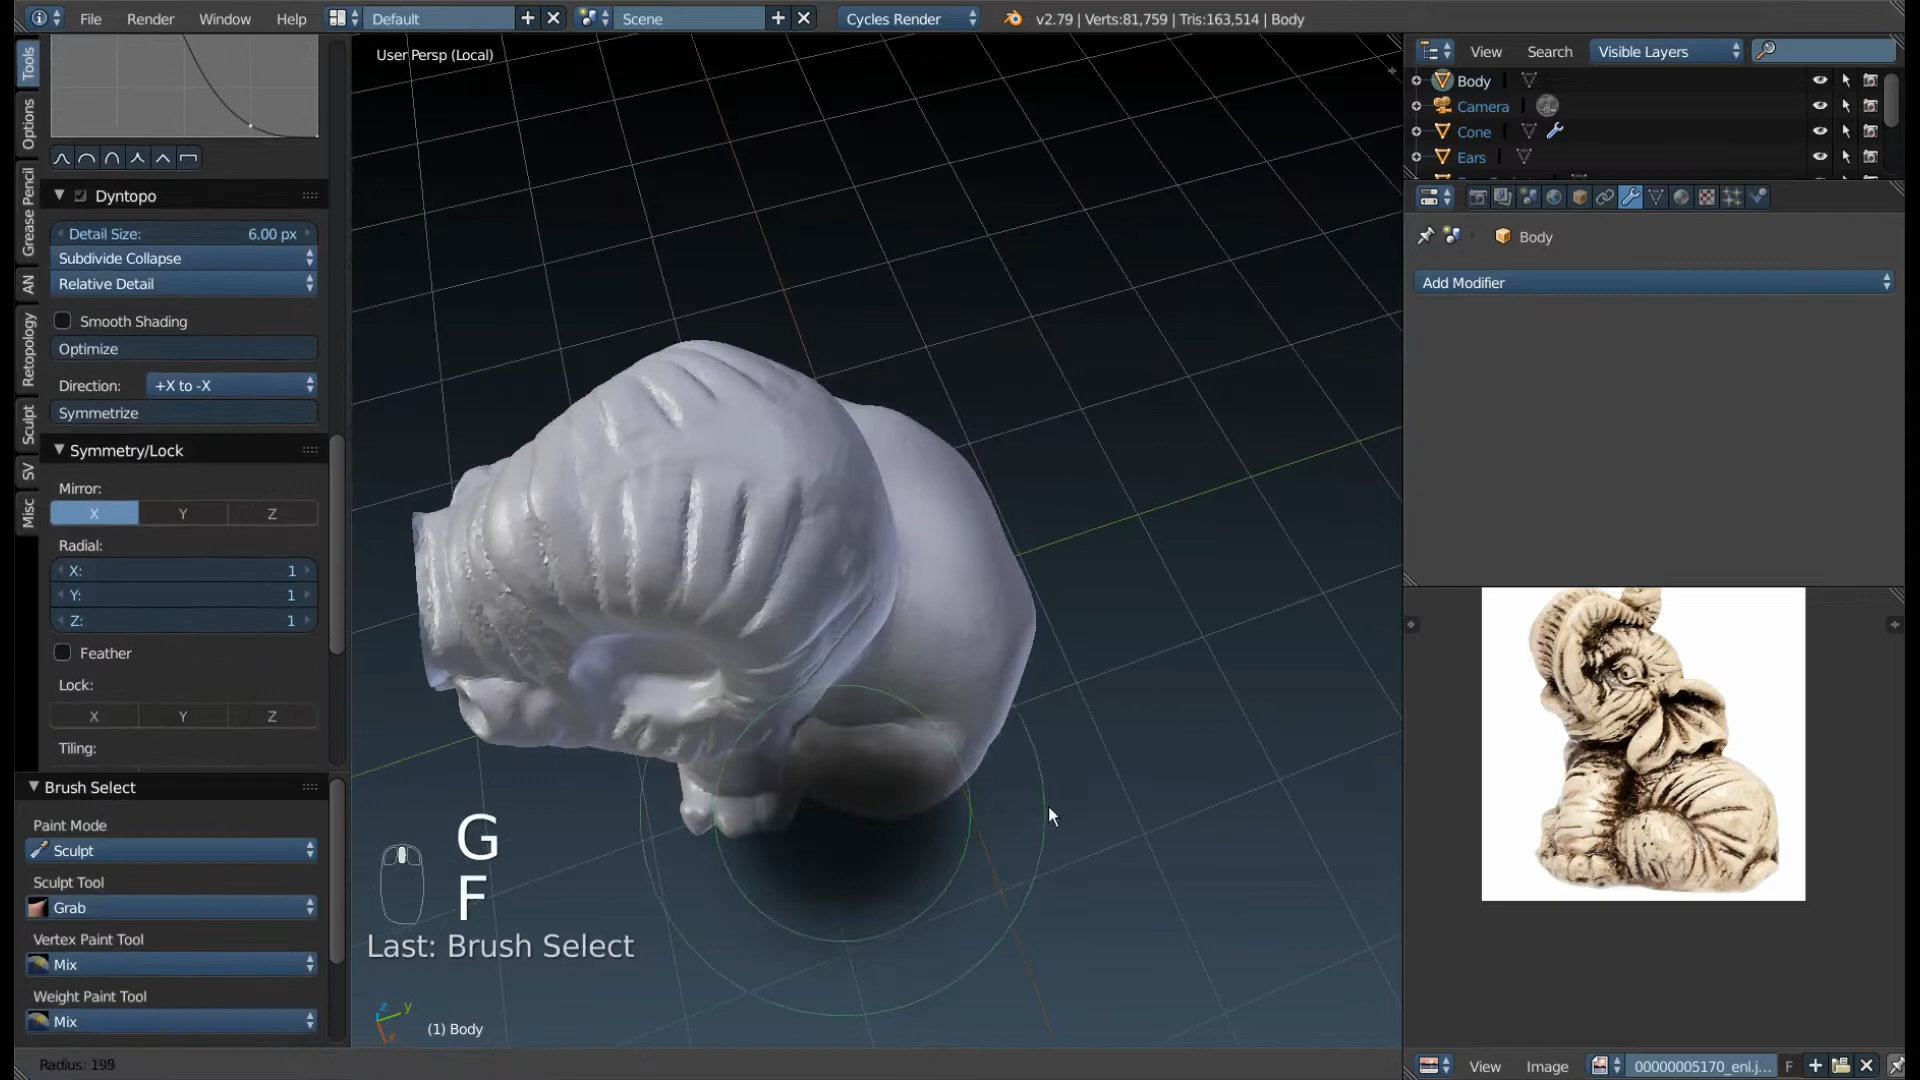 File Render Window Help Default Scene Cycles Render v2.79 | Verts:81,759 | Tris:163,514 | Body
User Persp (Local)
View Search Visible Layers
Body
Camera
Cone
Ears
Body
Add Modifier
Tools
Options
Grease Pencil
AN
Retopology
Sculpt
SV
Misc
Dyntopo
Detail Size: 6.00 px
Subdivide Collapse
Relative Detail
Smooth Shading
Optimize
Direction: +X to -X
Symmetrize
Symmetry/Lock
Mirror:
X Y Z
Radial:
X: 1
Y: 1
Z: 1
Feather
Lock:
X Y Z
Tiling:
Brush Select
Paint Mode
Sculpt
Sculpt Tool
Grab
Vertex Paint Tool
Mix
Weight Paint Tool
Mix
G
F
Last: Brush Select
z y
x
(1) Body
Radius: 199
View Image 00000005170_enl.j... F